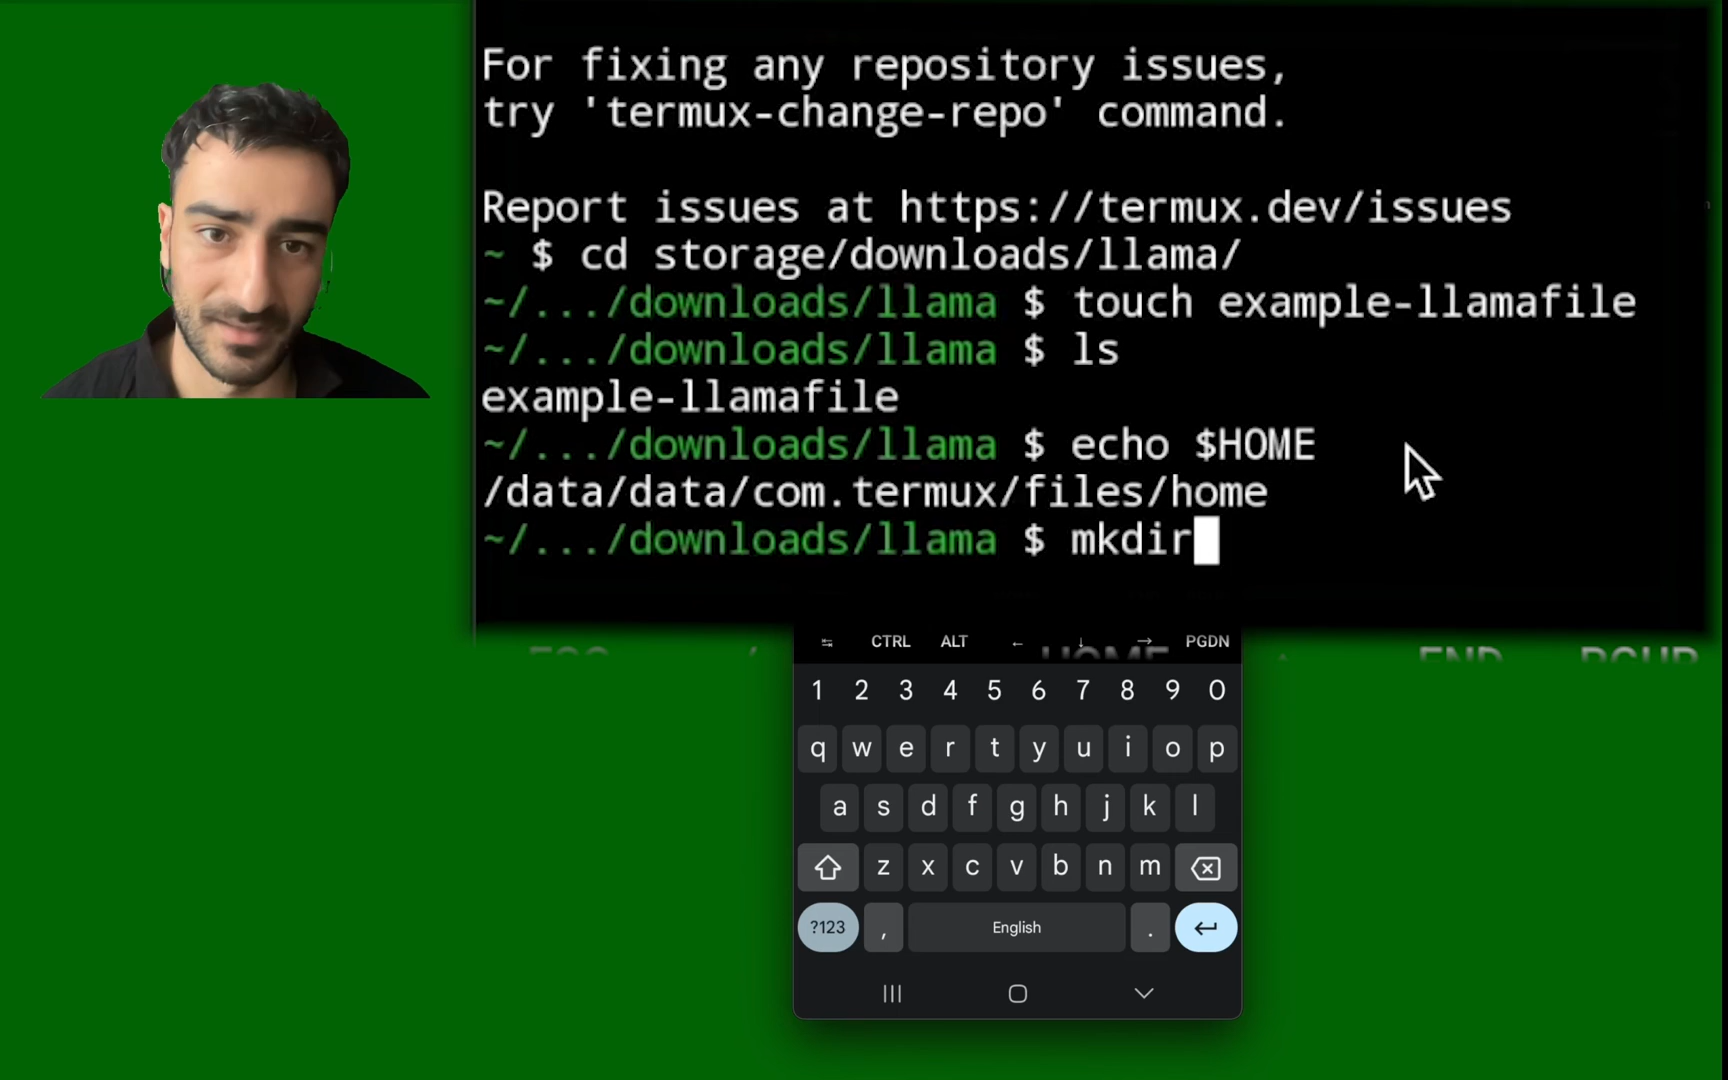 For fixing any repository issues,
try 'termux-change-repo' command.
Report issues at https://termux.dev/issues
~ $ cd storage/downloads/llama/
~/.../downloads/llama $ touch example-llamafile
~/.../downloads/llama $ ls
example-llamafile
~/.../downloads/llama $ echo $HOME
/data/data/com.termux/files/home
~/.../downloads/llama $ mkdir
CTRL ALT ← ↓ → PGDN
HOME END PGUP
1 2 3 4 5 6 7 8 9 0
q w e r t y u i o p
a s d f g h j k l
z x c v b n m
?123 , English .